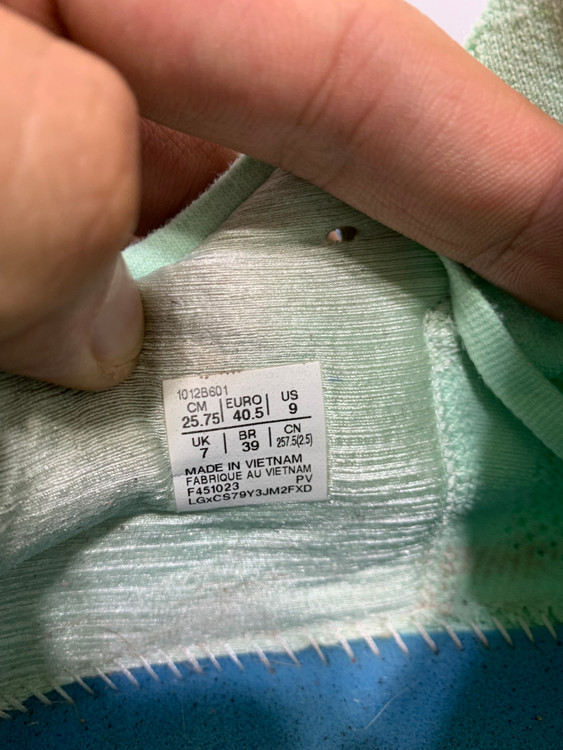 1012B601
CM EURO US
25.75 40.5 9
UK BR CN
7 39 257.5(2.5)
MADE IN VIETNAM
FABRIQUE AU VIETNAM
F451023 PV
LGxCS79Y3JM2FXD